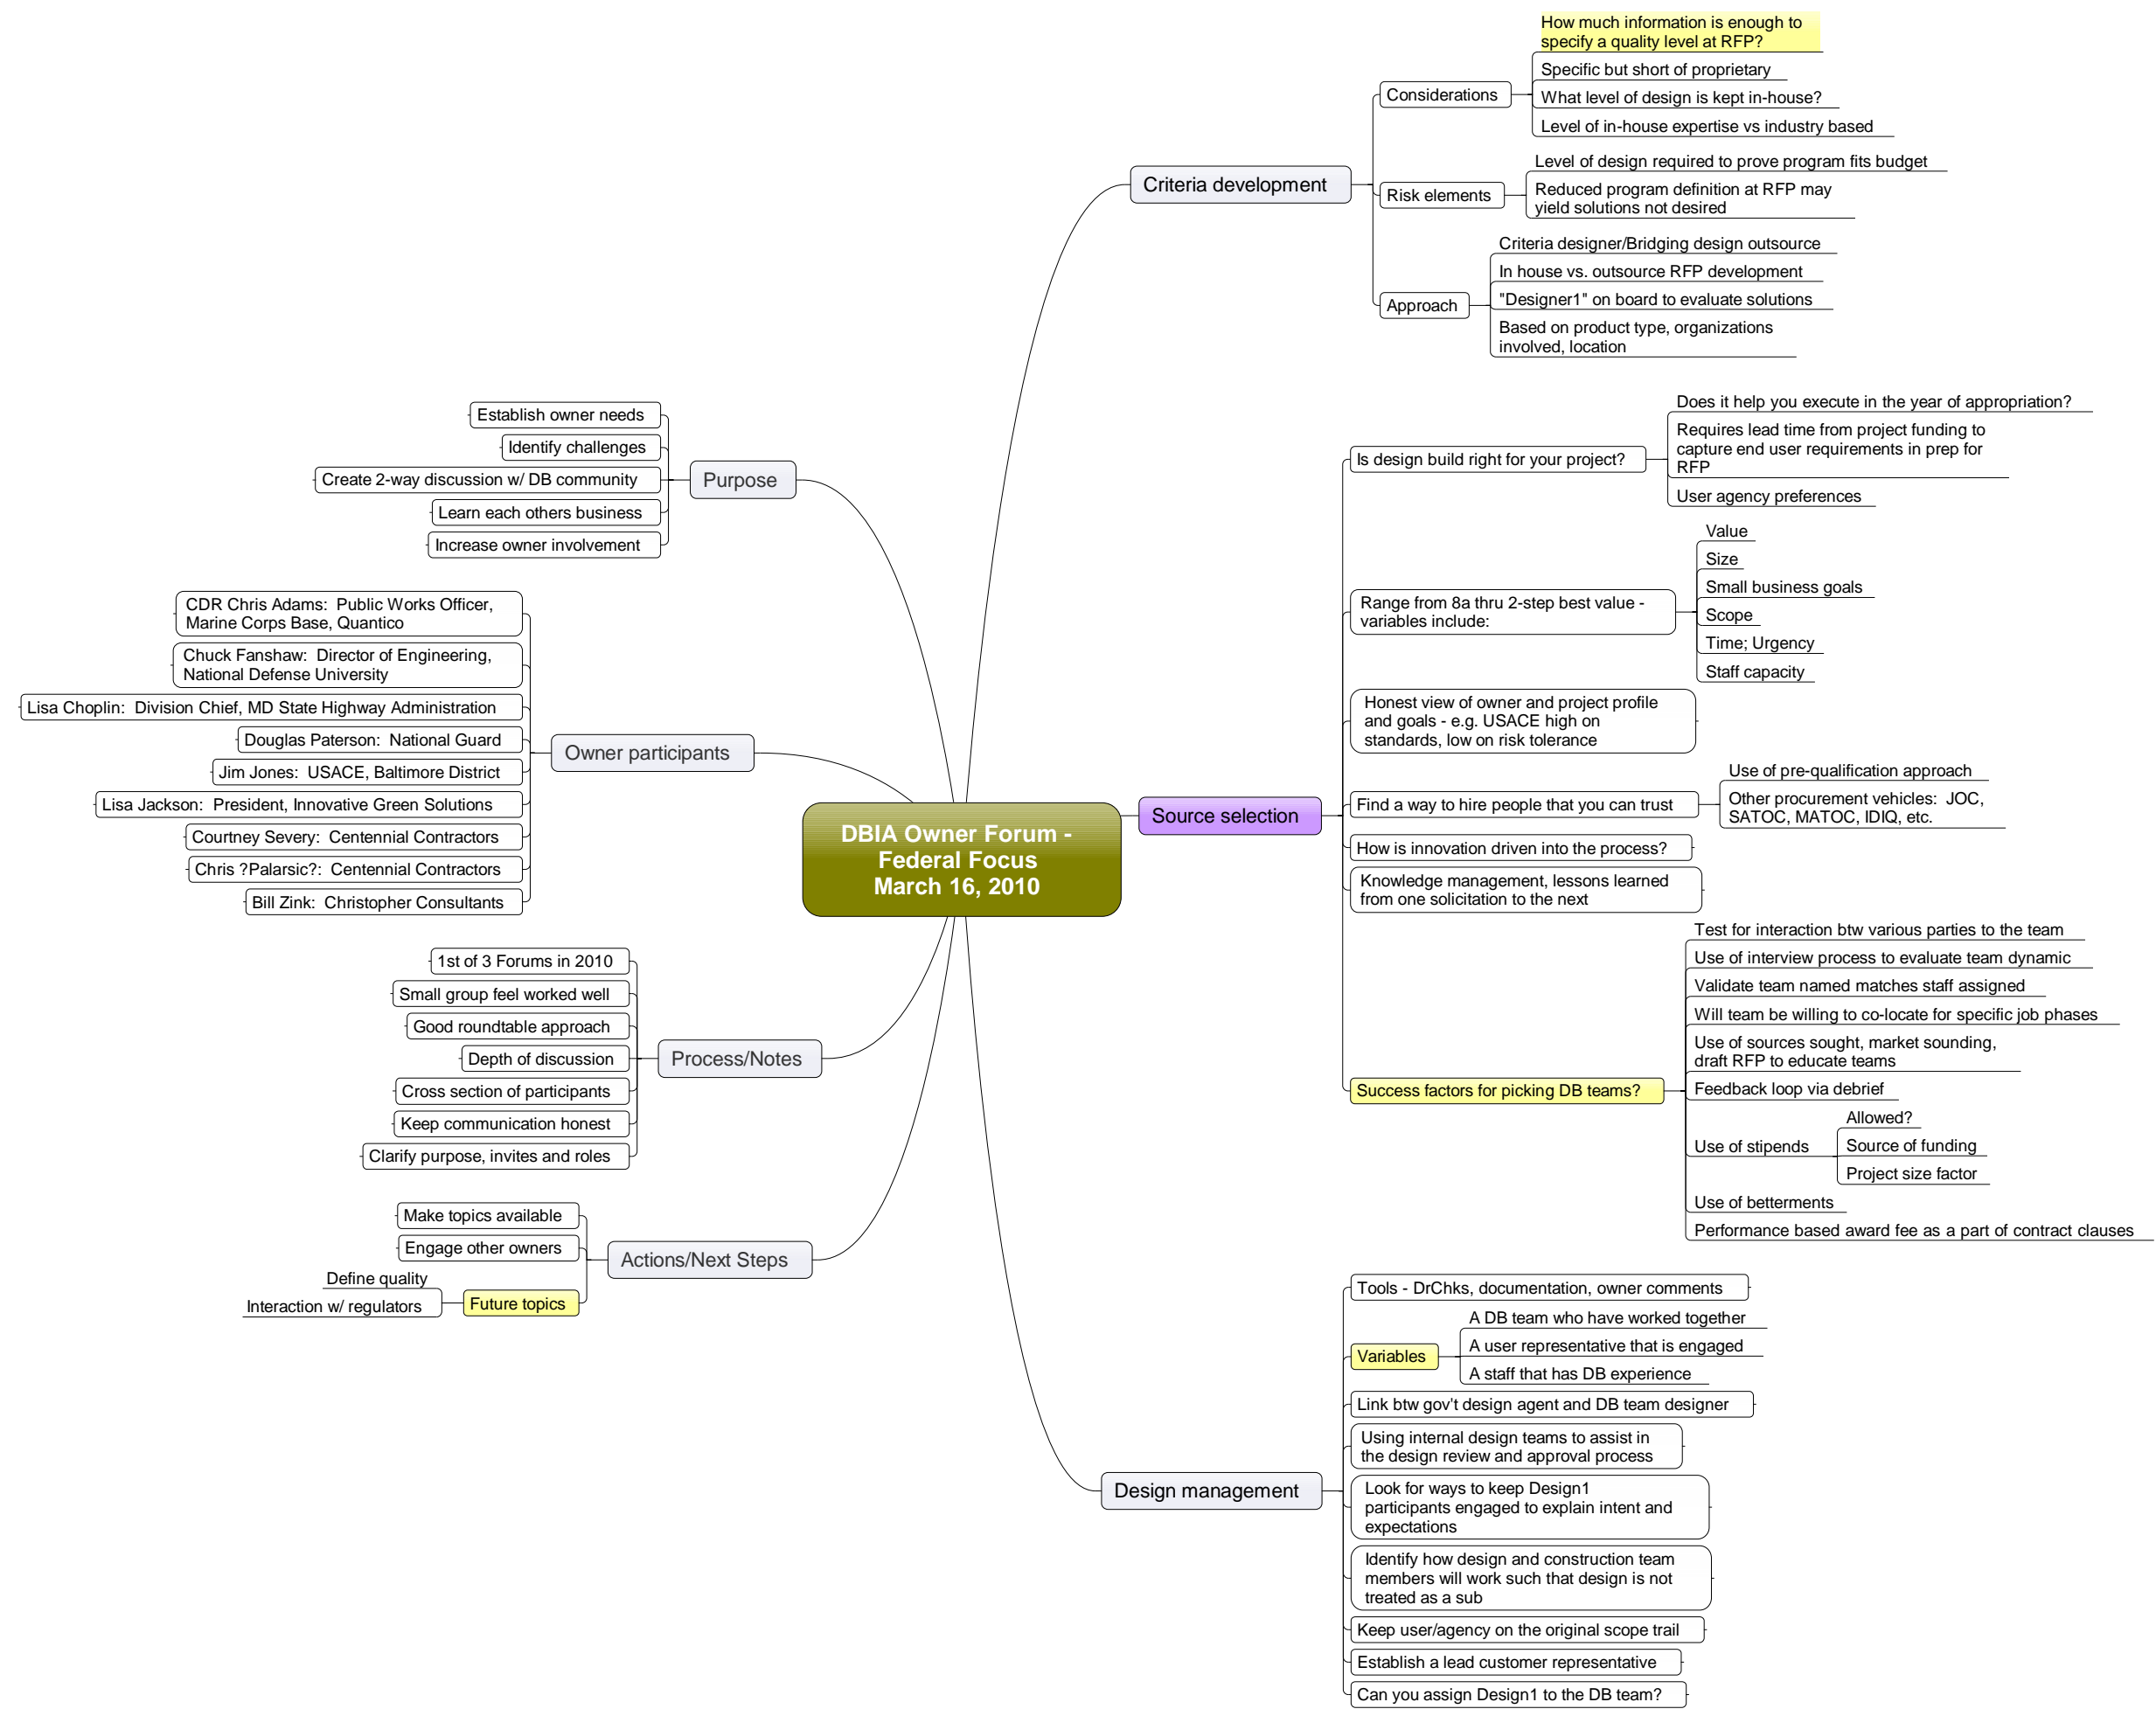 DBIA Owner Forum -
Federal Focus
March 16, 2010
Purpose
Establish owner needs
Identify challenges
Create 2-way discussion w/ DB community
Learn each others business
Increase owner involvement
Owner participants
CDR Chris Adams:  Public Works Officer,
Marine Corps Base, Quantico
Chuck Fanshaw:  Director of Engineering,
National Defense University
Lisa Choplin:  Division Chief, MD State Highway Administration
Douglas Paterson:  National Guard
Jim Jones:  USACE, Baltimore District
Lisa Jackson:  President, Innovative Green Solutions
Courtney Severy:  Centennial Contractors
Chris ?Palarsic?:  Centennial Contractors
Bill Zink:  Christopher Consultants
Process/Notes
1st of 3 Forums in 2010
Small group feel worked well
Good roundtable approach
Depth of discussion
Cross section of participants
Keep communication honest
Clarify purpose, invites and roles
Actions/Next Steps
Make topics available
Engage other owners
Future topics
Define quality
Interaction w/ regulators
Criteria development
Considerations
How much information is enough to
specify a quality level at RFP?
Specific but short of proprietary
What level of design is kept in-house?
Level of in-house expertise vs industry based
Risk elements
Level of design required to prove program fits budget
Reduced program definition at RFP may
yield solutions not desired
Approach
Criteria designer/Bridging design outsource
In house vs. outsource RFP development
"Designer1" on board to evaluate solutions
Based on product type, organizations
involved, location
Source selection
Is design build right for your project?
Does it help you execute in the year of appropriation?
Requires lead time from project funding to
capture end user requirements in prep for
RFP
User agency preferences
Range from 8a thru 2-step best value -
variables include:
Value
Size
Small business goals
Scope
Time; Urgency
Staff capacity
Honest view of owner and project profile
and goals - e.g. USACE high on
standards, low on risk tolerance
Find a way to hire people that you can trust
Use of pre-qualification approach
Other procurement vehicles:  JOC,
SATOC, MATOC, IDIQ, etc.
How is innovation driven into the process?
Knowledge management, lessons learned
from one solicitation to the next
Success factors for picking DB teams?
Test for interaction btw various parties to the team
Use of interview process to evaluate team dynamic
Validate team named matches staff assigned
Will team be willing to co-locate for specific job phases
Use of sources sought, market sounding,
draft RFP to educate teams
Feedback loop via debrief
Use of stipends
Allowed?
Source of funding
Project size factor
Use of betterments
Performance based award fee as a part of contract clauses
Design management
Tools - DrChks, documentation, owner comments
Variables
A DB team who have worked together
A user representative that is engaged
A staff that has DB experience
Link btw gov't design agent and DB team designer
Using internal design teams to assist in
the design review and approval process
Look for ways to keep Design1
participants engaged to explain intent and
expectations
Identify how design and construction team
members will work such that design is not
treated as a sub
Keep user/agency on the original scope trail
Establish a lead customer representative
Can you assign Design1 to the DB team?